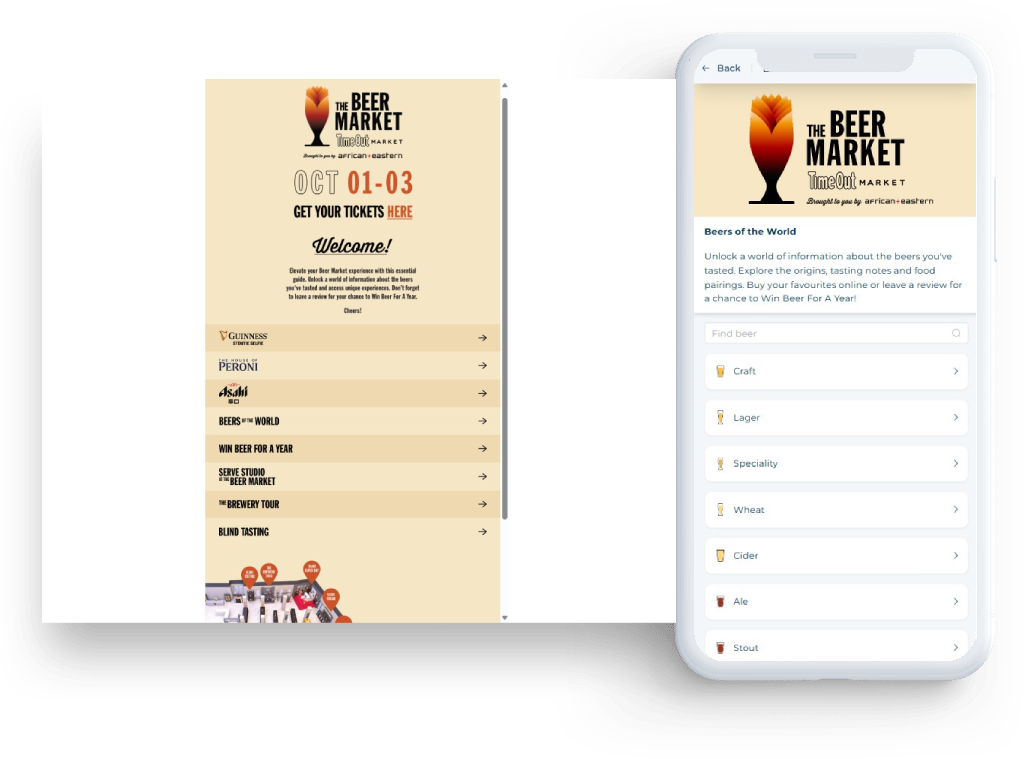 THE BEER
MARKET
TimeOut MARKET
Brought to you by african+eastern
OCT 01-03
GET YOUR TICKETS HERE
Welcome!
Elevate your Beer Market experience with this essential
guide. Unlock a world of information about the beers
you've tasted and access unique experiences. Don't forget
to leave a review for your chance to Win Beer For A Year.
Cheers!
GUINNESS
STOUTIE SELFIE
THE HOUSE OF
PERONI
Asahi
辛口
BEERS OF THE WORLD
WIN BEER FOR A YEAR
SERVE STUDIO
AT THE BEER MARKET
THE BREWERY TOUR
BLIND TASTING
← Back
THE BEER
MARKET
TimeOut MARKET
Brought to you by african+eastern
Beers of the World
Unlock a world of information about the beers you've
tasted. Explore the origins, tasting notes and food
pairings. Buy your favourites online or leave a review for
a chance to Win Beer For A Year!
Find beer
Craft
Lager
Speciality
Wheat
Cider
Ale
Stout